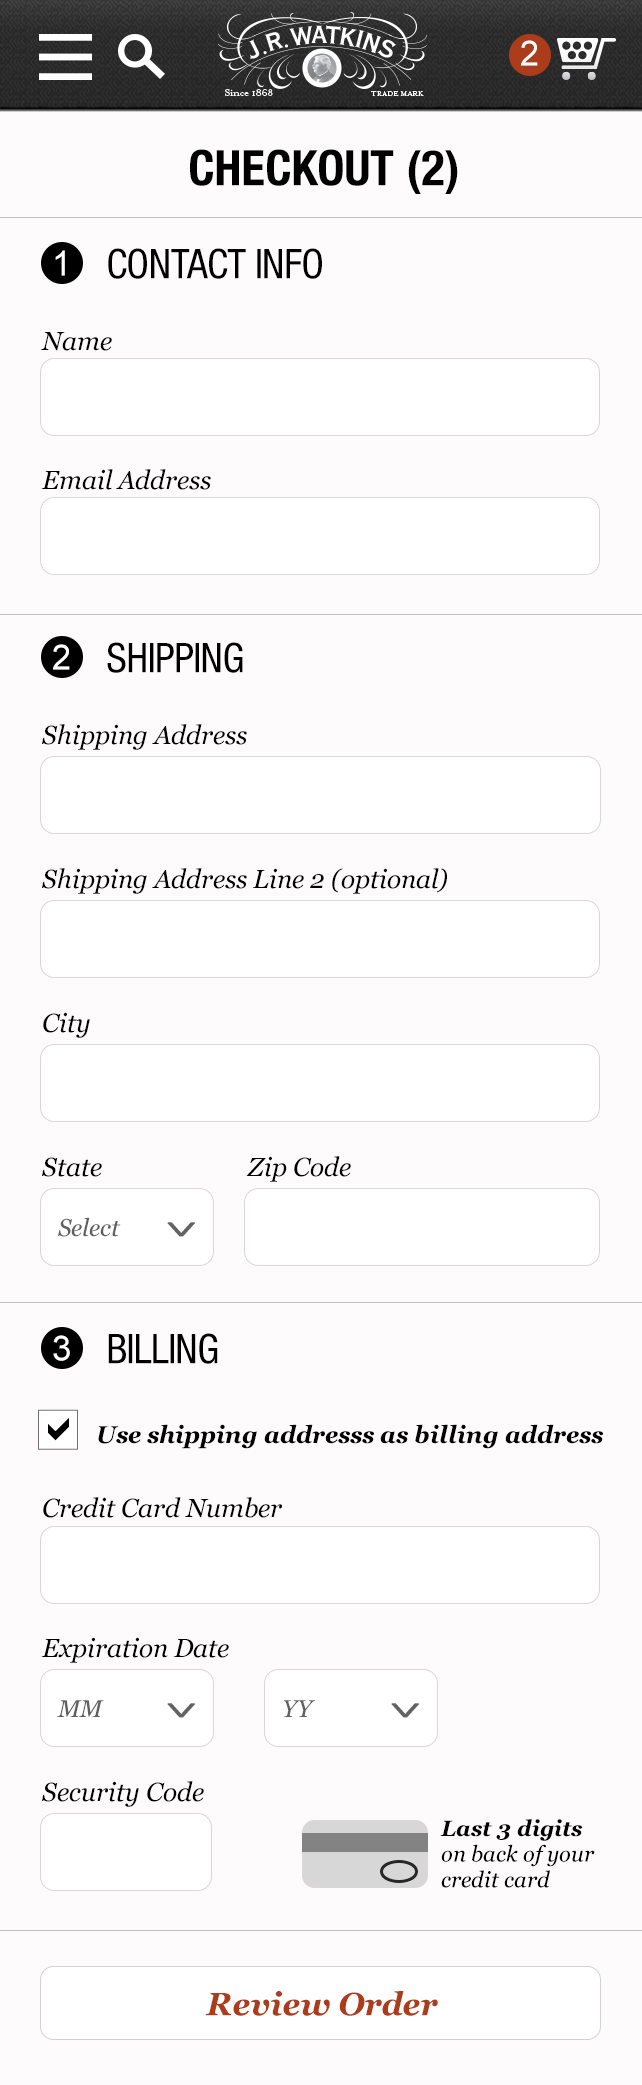 J.R. WATKINS
Since 1868 TRADE MARK
2
CHECKOUT (2)
1 CONTACT INFO
Name
Email Address
2 SHIPPING
Shipping Address
Shipping Address Line 2 (optional)
City
State Zip Code
Select
3 BILLING
Use shipping addresss as billing address
Credit Card Number
Expiration Date
MM YY
Security Code
Last 3 digits
on back of your
credit card
Review Order